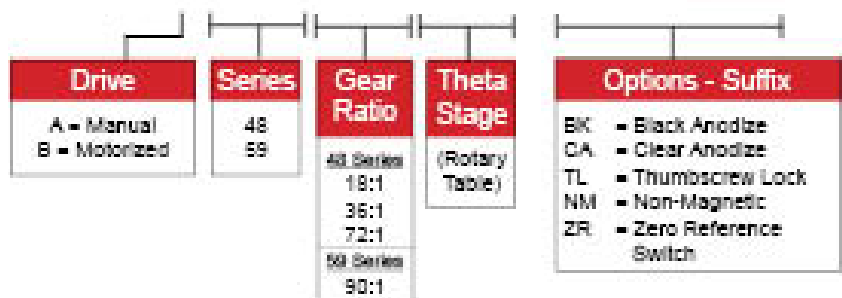 Drive
A = Manual
B = Motorized
Series
48
59
Gear
Ratio
48 Series
18:1
36:1
72:1
59 Series
90:1
Theta
Stage
(Rotary
Table)
Options - Suffix
BK = Black Anodize
CA = Clear Anodize
TL = Thumbscrew Lock
NM = Non-Magnetic
ZR = Zero Reference
Switch